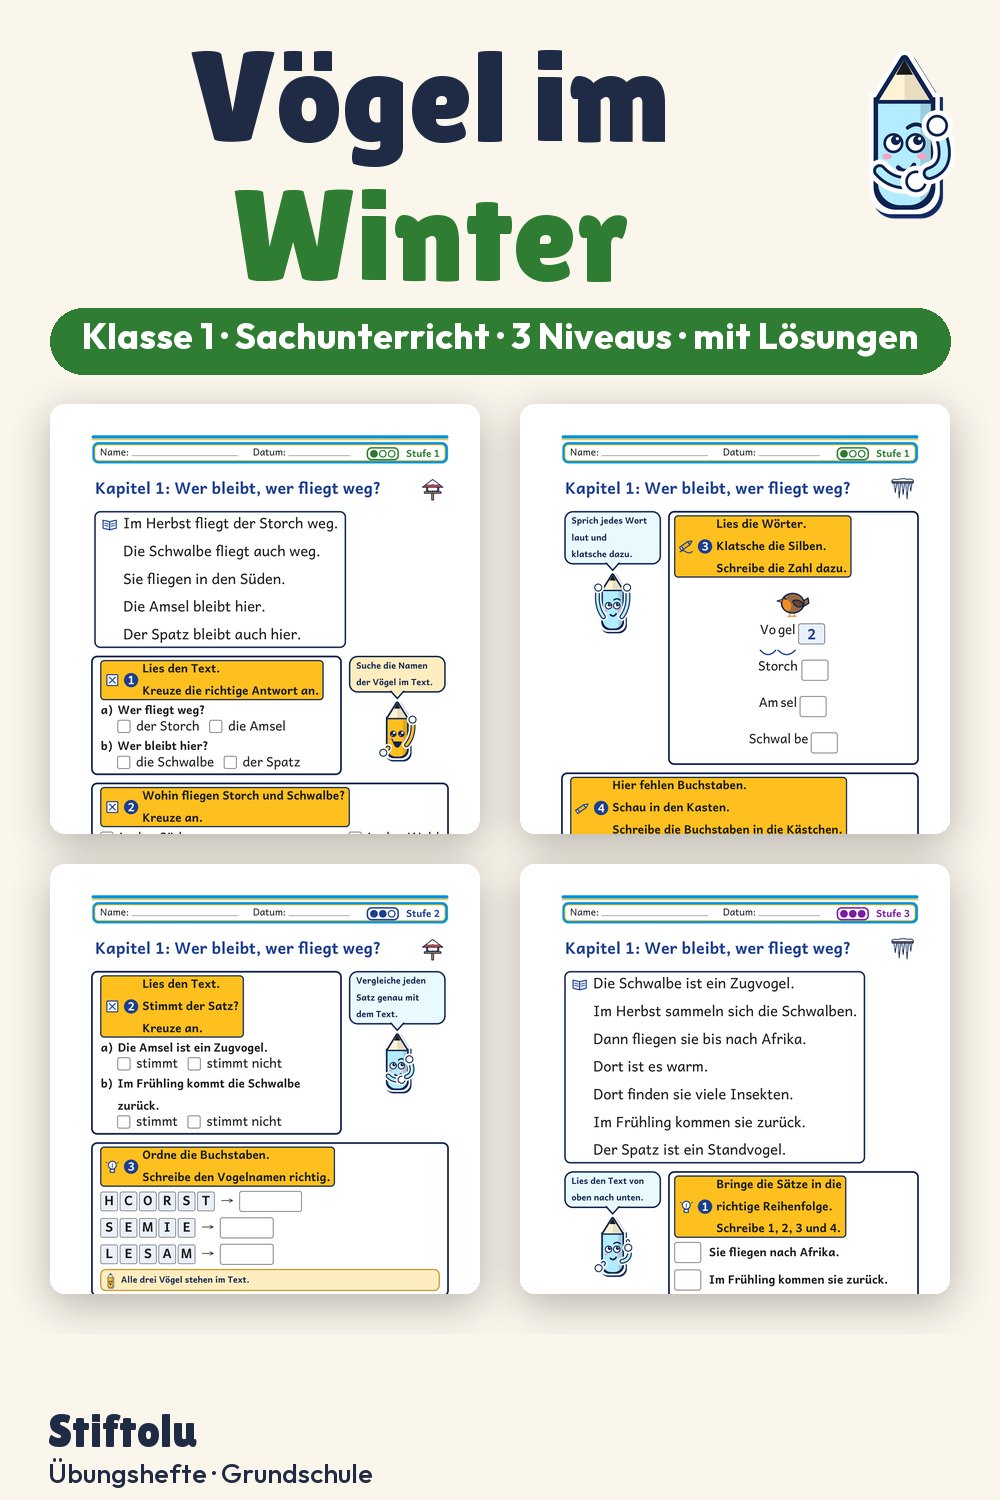 Vögel im
Winter
Klasse 1 · Sachunterricht · 3 Niveaus · mit Lösungen
Name: Datum: Stufe 1
Kapitel 1: Wer bleibt, wer fliegt weg?
Im Herbst fliegt der Storch weg.
Die Schwalbe fliegt auch weg.
Sie fliegen in den Süden.
Die Amsel bleibt hier.
Der Spatz bleibt auch hier.
1 Lies den Text.
Kreuze die richtige Antwort an.
a) Wer fliegt weg?
der Storch die Amsel
b) Wer bleibt hier?
die Schwalbe der Spatz
Suche die Namen
der Vögel im Text.
2 Wohin fliegen Storch und Schwalbe?
Kreuze an.
Name: Datum: Stufe 1
Kapitel 1: Wer bleibt, wer fliegt weg?
Sprich jedes Wort
laut und
klatsche dazu.
Lies die Wörter.
3 Klatsche die Silben.
Schreibe die Zahl dazu.
Vo gel 2
Storch
Am sel
Schwal be
Hier fehlen Buchstaben.
4 Schau in den Kasten.
Schreibe die Buchstaben in die Kästchen.
Name: Datum: Stufe 2
Kapitel 1: Wer bleibt, wer fliegt weg?
Lies den Text.
2 Stimmt der Satz?
Kreuze an.
a) Die Amsel ist ein Zugvogel.
stimmt stimmt nicht
b) Im Frühling kommt die Schwalbe
zurück.
stimmt stimmt nicht
Vergleiche jeden
Satz genau mit
dem Text.
3 Ordne die Buchstaben.
Schreibe den Vogelnamen richtig.
H C O R S T →
S E M I E →
L E S A M →
Alle drei Vögel stehen im Text.
Name: Datum: Stufe 3
Kapitel 1: Wer bleibt, wer fliegt weg?
Die Schwalbe ist ein Zugvogel.
Im Herbst sammeln sich die Schwalben.
Dann fliegen sie bis nach Afrika.
Dort ist es warm.
Dort finden sie viele Insekten.
Im Frühling kommen sie zurück.
Der Spatz ist ein Standvogel.
Lies den Text von
oben nach unten.
Bringe die Sätze in die
1 richtige Reihenfolge.
Schreibe 1, 2, 3 und 4.
Sie fliegen nach Afrika.
Im Frühling kommen sie zurück.
Stiftolu
Übungshefte · Grundschule